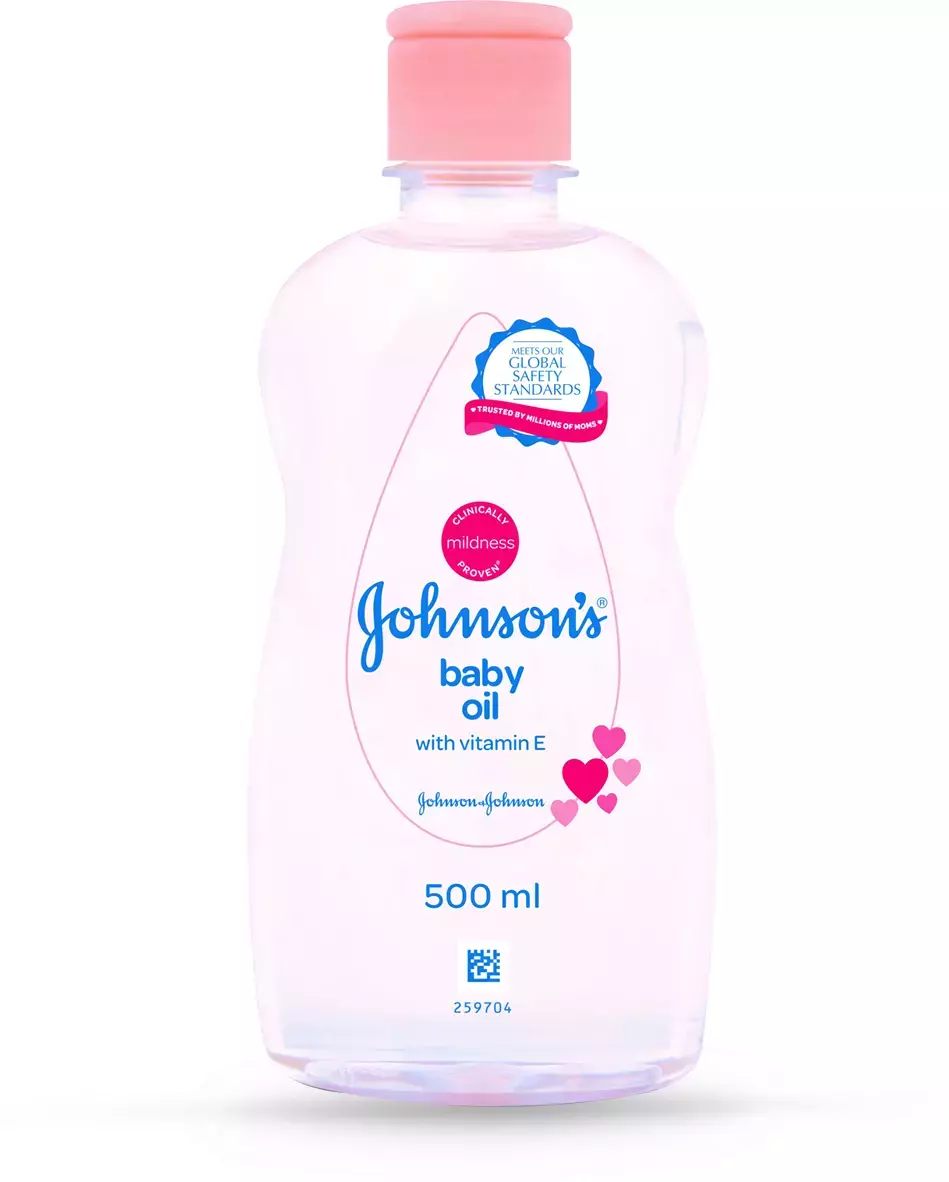 MEETS OUR
GLOBAL
SAFETY
STANDARDS
TRUSTED BY MILLIONS OF MOMS
CLINICALLY
mildness
PROVEN®
Johnson's®
baby
oil
with vitamin E
Johnson & Johnson
500 ml
259704